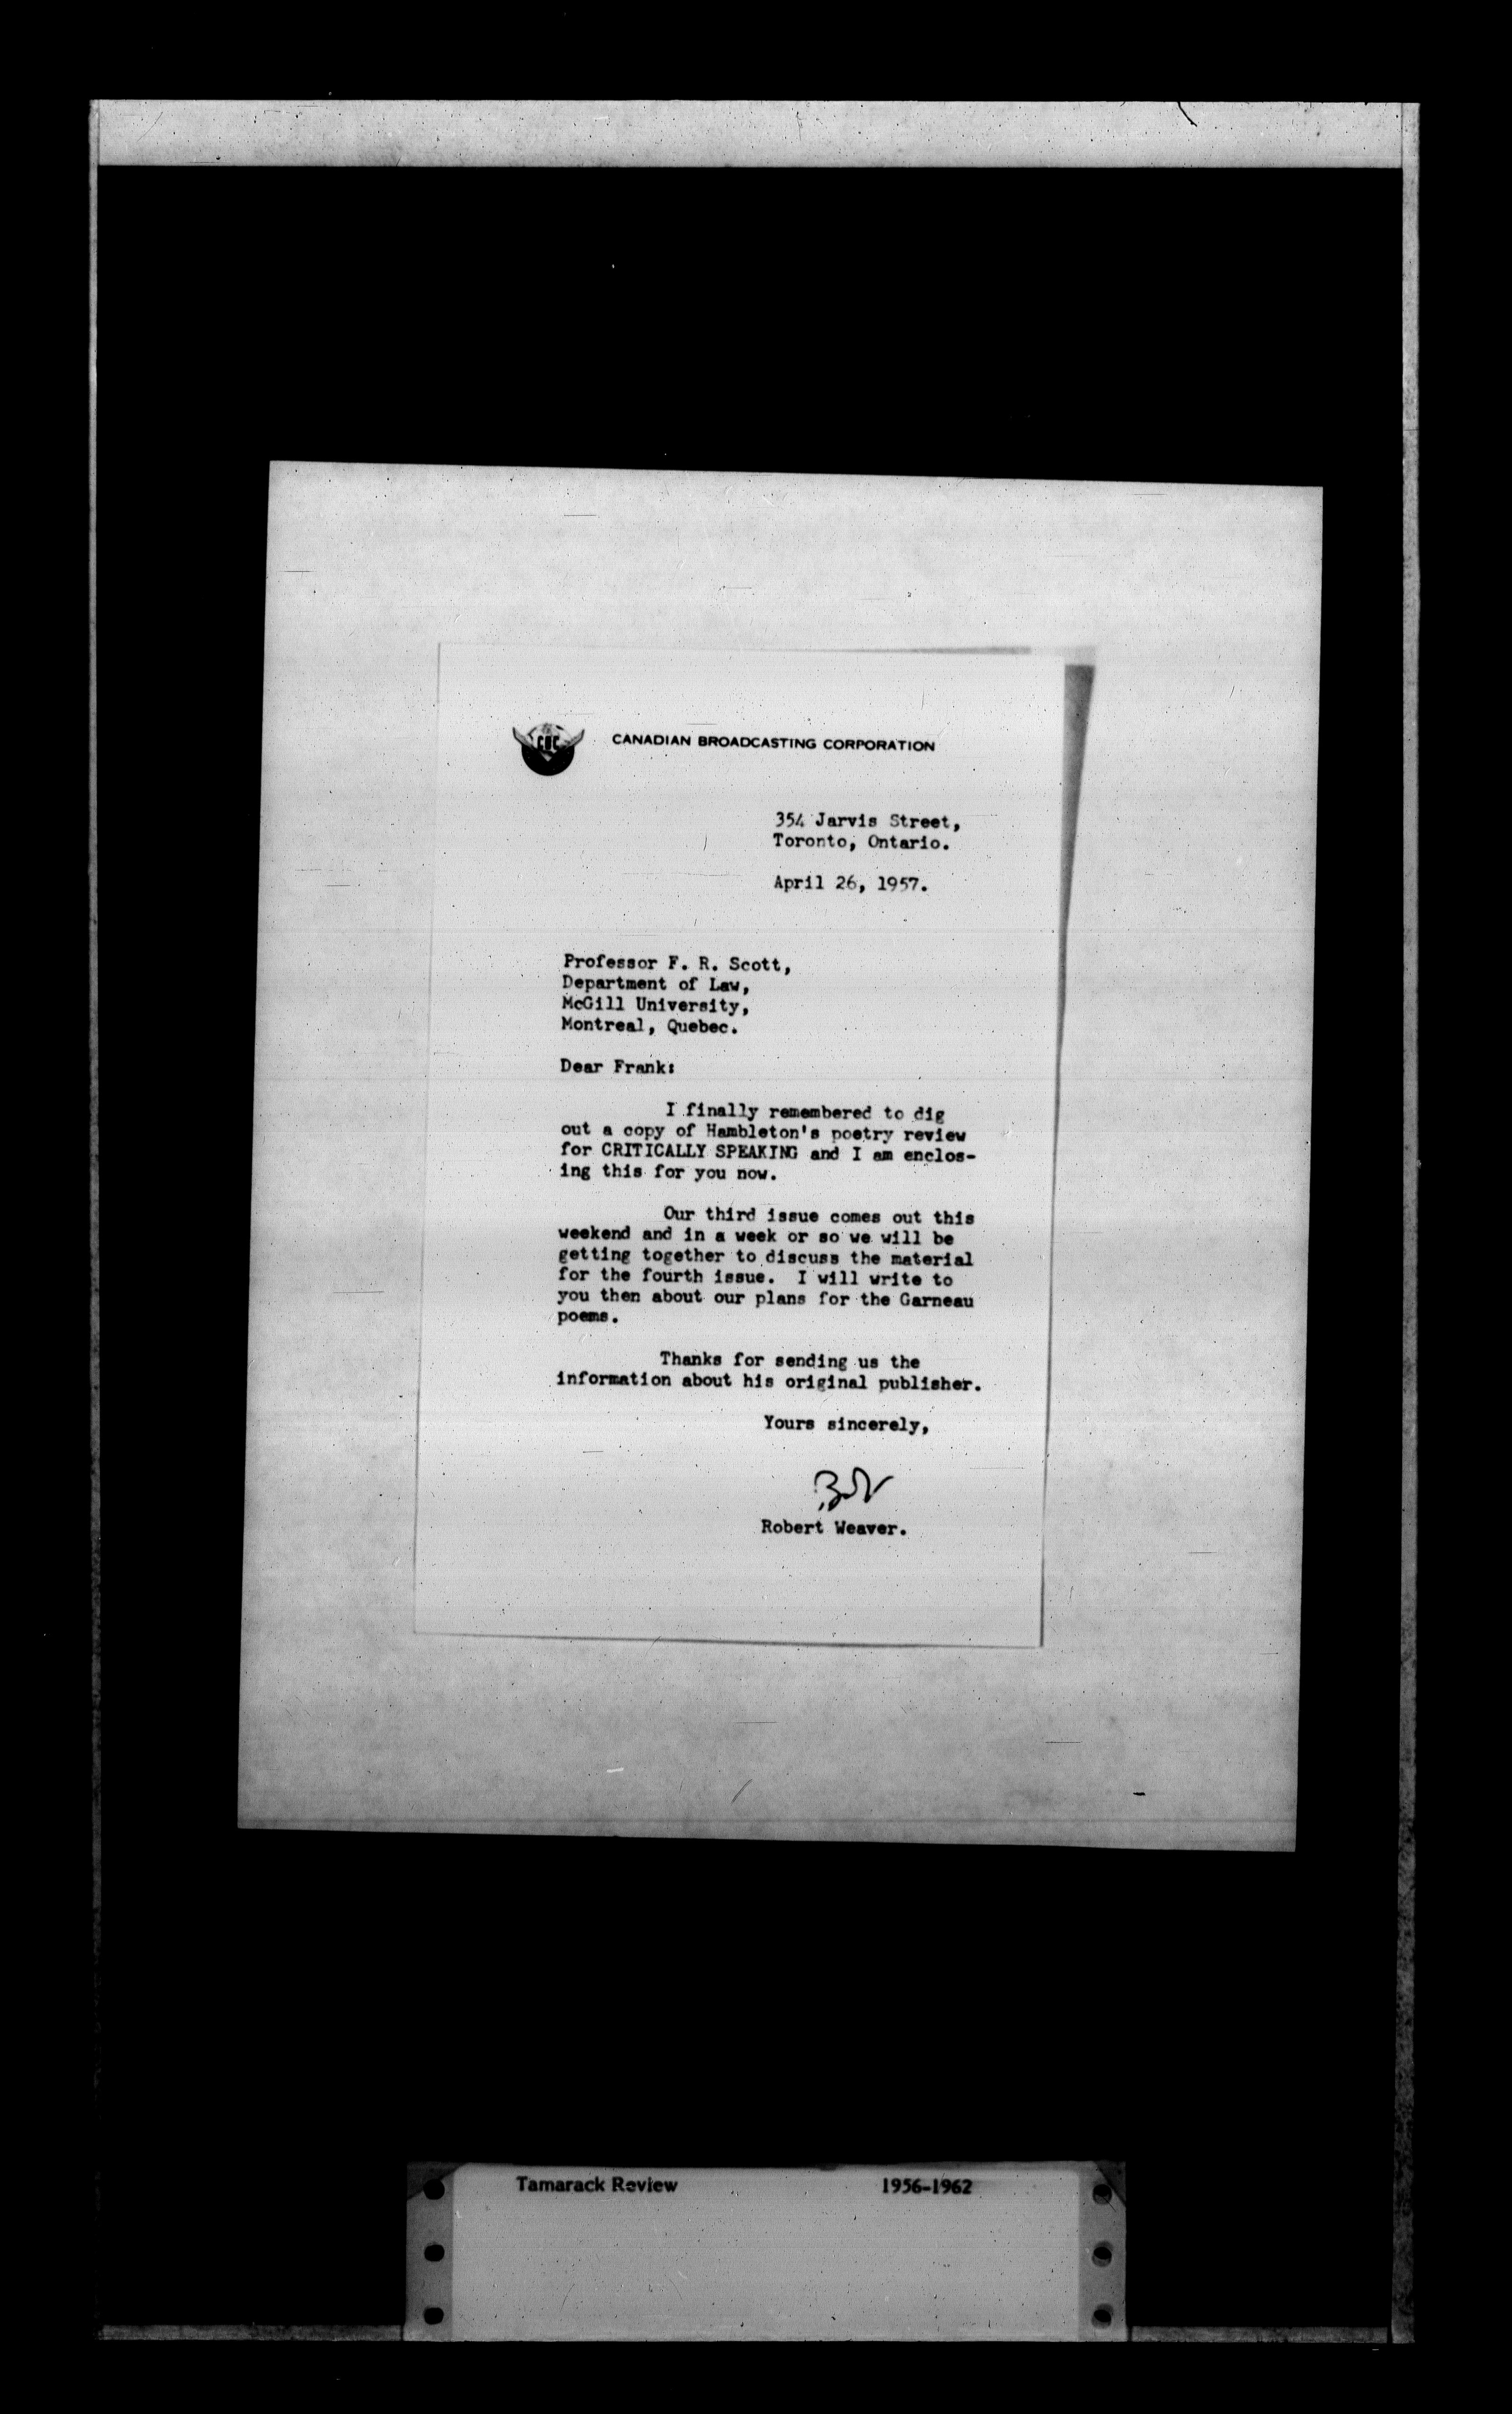 CBC
CANADIAN BROADCASTING CORPORATION
354 Jarvis Street,
Toronto, Ontario.
April 26, 1957.
Professor F. R. Scott,
Department of Law,
McGill University,
Montreal, Quebec.
Dear Frank:
I finally remembered to dig
out a copy of Hambleton's poetry review
for CRITICALLY SPEAKING and I am enclos-
ing this for you now.
Our third issue comes out this
weekend and in a week or so we will be
getting together to discuss the material
for the fourth issue. I will write to
you then about our plans for the Garneau
poems.
Thanks for sending us the
information about his original publisher.
Yours sincerely,
Bob
Robert Weaver.
Tamarack Review 1956-1962